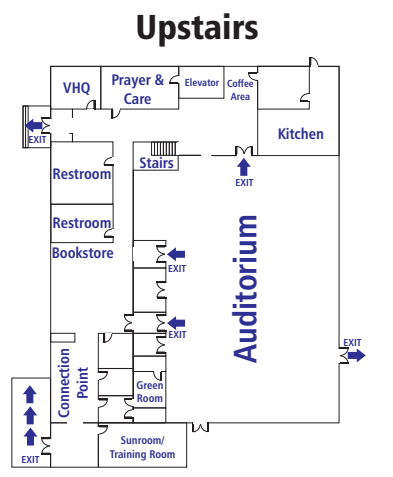 Upstairs
VHQ
Prayer &
Care
Elevator
Coffee
Area
Kitchen
EXIT
Stairs
EXIT
Restroom
Restroom
Bookstore
EXIT
EXIT
Auditorium
EXIT
Connection
Point
Green
Room
Sunroom/
Training Room
EXIT